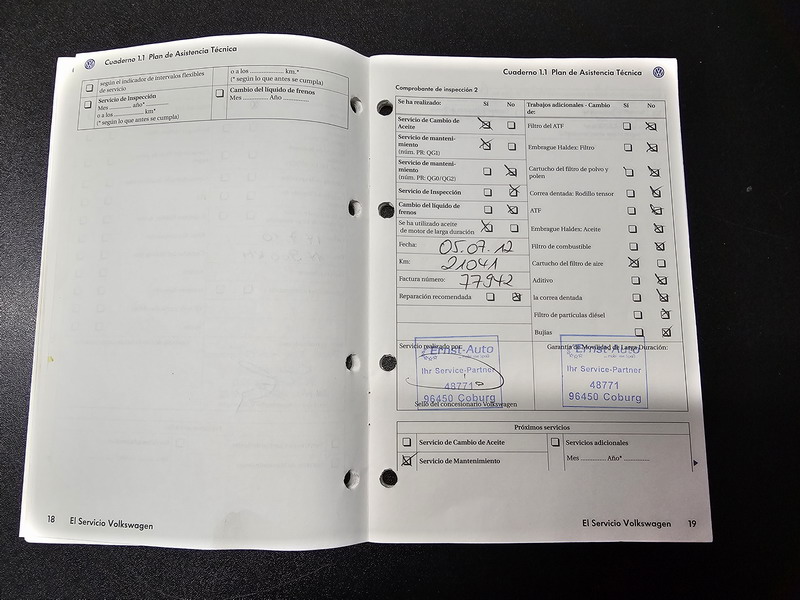 Cuaderno 1.1 Plan de Asistencia Técnica
según el indicador de intervalos flexibles
de servicio
Servicio de Inspección
Mes ........ año* ........
o a los ........ km*
(* según lo que antes se cumpla)
o a los ........ km.*
(* según lo que antes se cumpla)
Cambio del líquido de frenos
Mes ........ Año ........
18 El Servicio Volkswagen
Cuaderno 1.1 Plan de Asistencia Técnica
Comprobante de inspección 2
Se ha realizado: Sí No
Servicio de Cambio de
Aceite
Servicio de manteni-
miento
(núm. PR: QG1)
Servicio de manteni-
miento
(núm. PR: QG0/QG2)
Servicio de Inspección
Cambio del líquido de
frenos
Se ha utilizado aceite
de motor de larga duración
Fecha: 05.07.12
Km: 21041
Factura número: 77942
Reparación recomendada
Trabajos adicionales - Cambio
de: Sí No
Filtro del ATF
Embrague Haldex: Filtro
Cartucho del filtro de polvo y
polen
Correa dentada: Rodillo tensor
ATF
Embrague Haldex: Aceite
Filtro de combustible
Cartucho del filtro de aire
Aditivo
la correa dentada
Filtro de partículas diésel
Bujías
Servicio realizado por:
Ernst-Auto
Ihr Service-Partner
48771
96450 Coburg
Sello del concesionario Volkswagen
Garantía de Movilidad de Larga Duración:
Ernst-Auto
Ihr Service-Partner
48771
96450 Coburg
Próximos servicios
Servicio de Cambio de Aceite
Servicio de Mantenimiento
Servicios adicionales
Mes ........ Año* ........
El Servicio Volkswagen 19